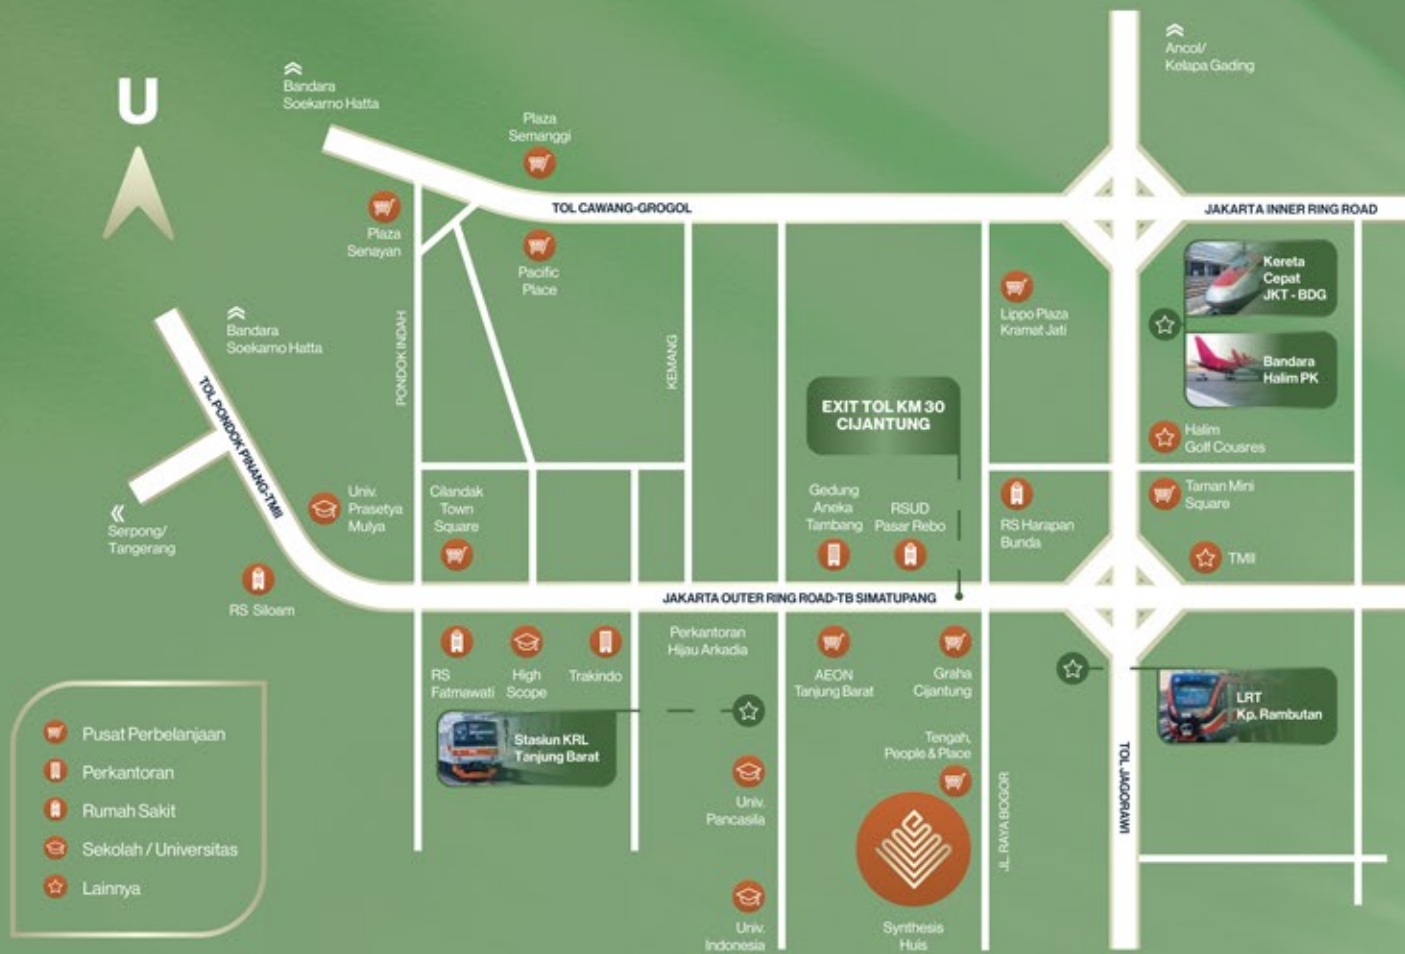 U
Bandara
Soekarno Hatta
Ancol/
Kelapa Gading
Plaza
Semanggi
TOL CAWANG-GROGOL
JAKARTA INNER RING ROAD
Plaza
Senayan
Pacific
Place
Kereta
Cepat
JKT - BDG
Lippo Plaza
Kramat Jati
Bandara
Soekarno Hatta
PONDOK INDAH
KEMANG
Bandara
Halim PK
EXIT TOL KM 30
CIJANTUNG
TOL PONDOK PINANG-TMII
Halim
Golf Cousres
Univ.
Prasetya
Mulya
Cilandak
Town
Square
Gedung
Aneka
Tambang
RSUD
Pasar Rebo
RS Harapan
Bunda
Taman Mini
Square
Serpong/
Tangerang
TMII
RS Siloam
JAKARTA OUTER RING ROAD-TB SIMATUPANG
RS
Fatmawati
High
Scope
Trakindo
Perkantoran
Hijau Arkadia
AEON
Tanjung Barat
Graha
Cijantung
LRT
Kp. Rambutan
Stasiun KRL
Tanjung Barat
Tengah,
People & Place
Univ.
Pancasila
JL. RAYA BOGOR
TOL JAGORAWI
Pusat Perbelanjaan
Perkantoran
Rumah Sakit
Sekolah / Universitas
Lainnya
Univ.
Indonesia
Synthesis
Huis